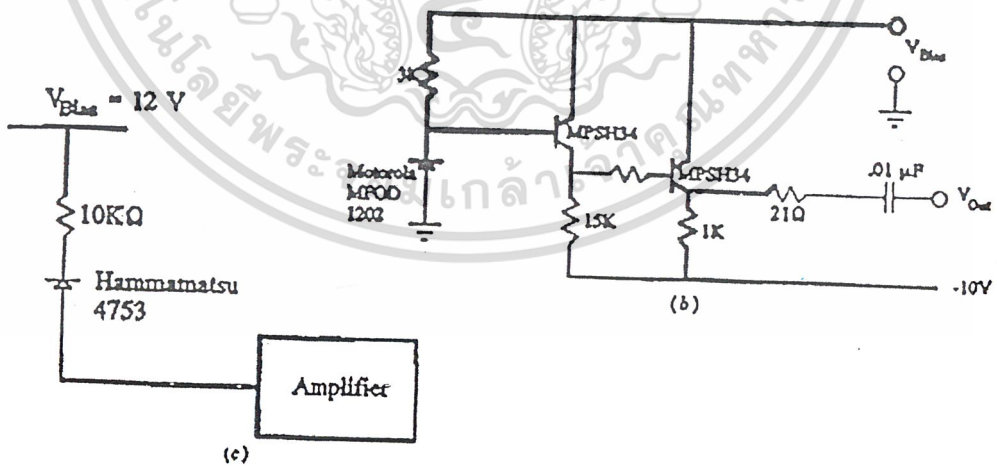 V_Bias
V_Bias = 12 V
MPSH34
MPSH34
Motorola
MFOD
1202
.01 µF
V_Out
10KΩ
15K
1K
21Ω
Hammamatsu
4753
-10V
(b)
Amplifier
(c)